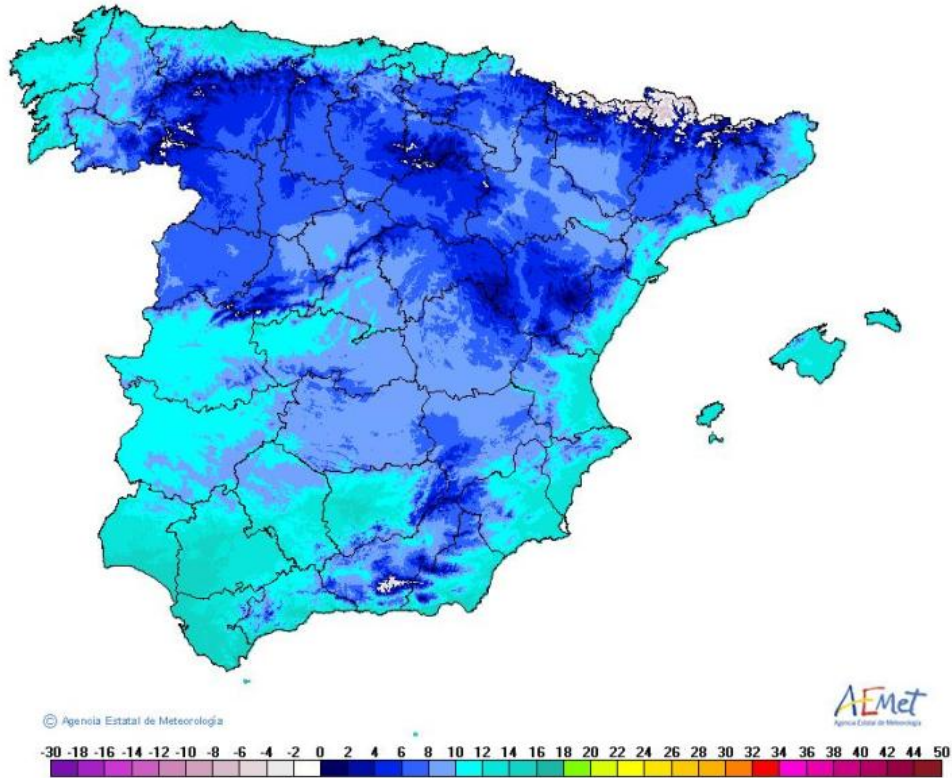 AEMet
Agencia Estatal de Meteorología
© Agencia Estatal de Meteorología
-30 -18 -16 -14 -12 -10 -8 -6 -4 -2 0 2 4 6 8 10 12 14 16 18 20 22 24 26 28 30 32 34 36 38 40 42 44 50